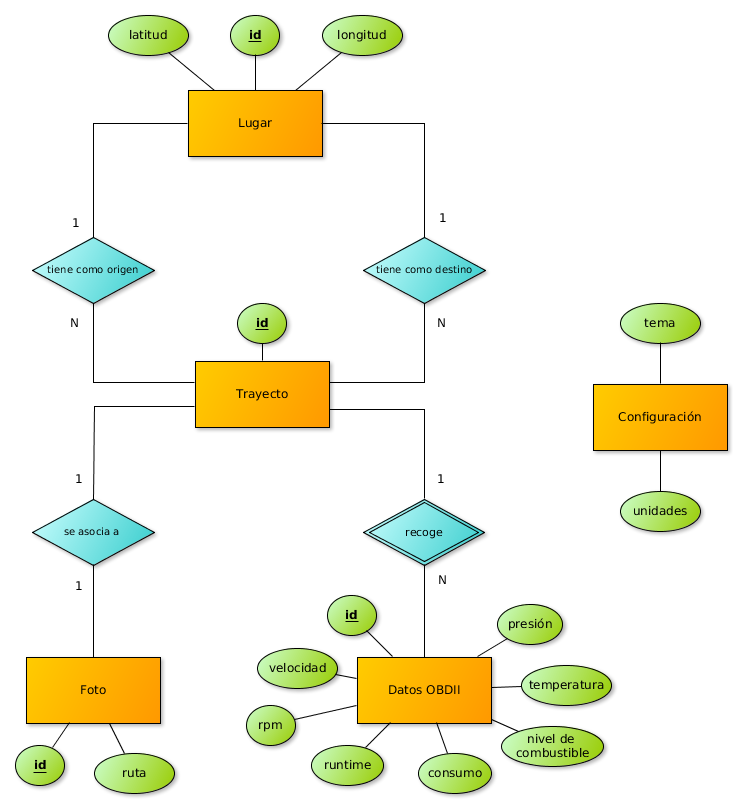 latitud
id
longitud
Lugar
1
1
tiene como origen
tiene como destino
N
id
N
tema
Trayecto
Configuración
1
1
unidades
se asocia a
recoge
1
N
id
presión
velocidad
Foto
Datos OBDII
temperatura
rpm
nivel de
combustible
id
ruta
runtime
consumo